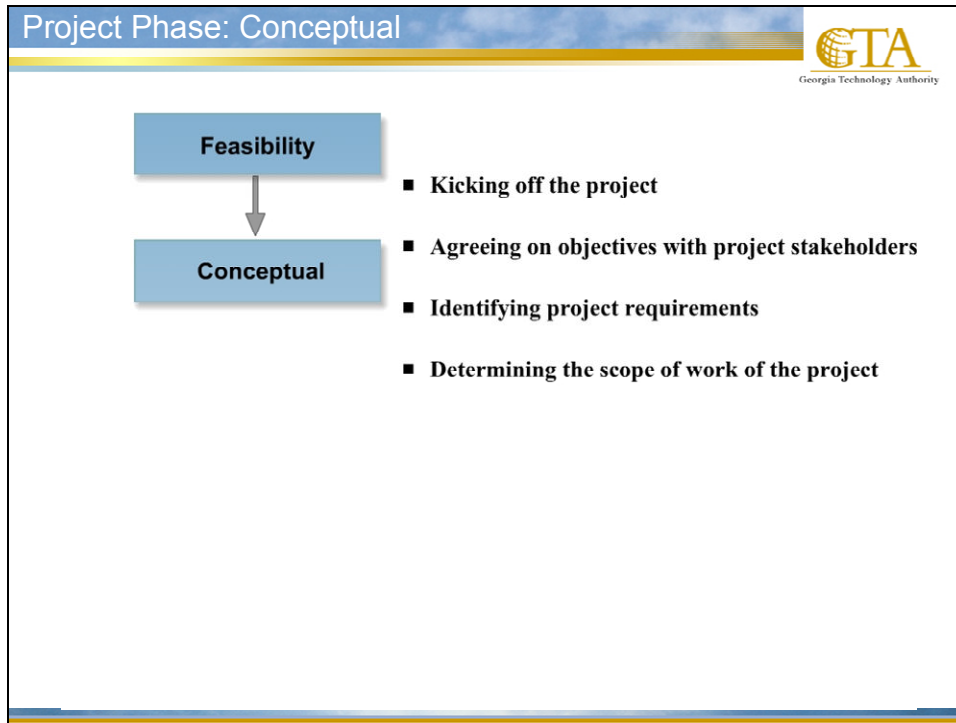 Project Phase: Conceptual
GTA
Georgia Technology Authority
Feasibility
Conceptual
■ Kicking off the project
■ Agreeing on objectives with project stakeholders
■ Identifying project requirements
■ Determining the scope of work of the project